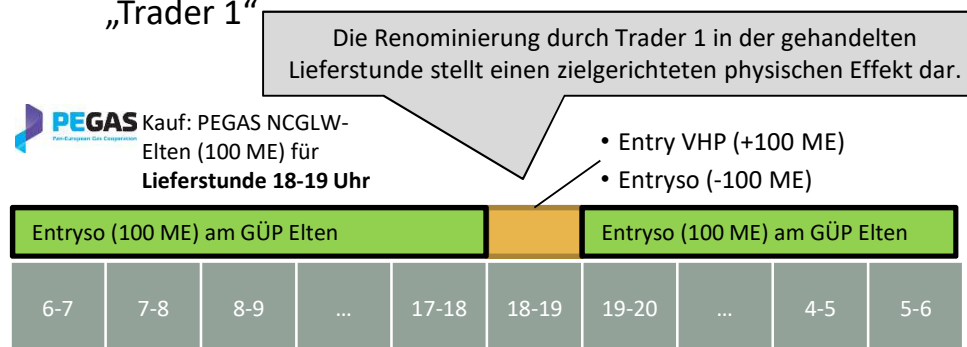 „Trader 1“
Die Renominierung durch Trader 1 in der gehandelten
Lieferstunde stellt einen zielgerichteten physischen Effekt dar.
PEGAS
Pan-European Gas Cooperation
Kauf: PEGAS NCGLW-
Elten (100 ME) für
Lieferstunde 18-19 Uhr
• Entry VHP (+100 ME)
• Entryso (-100 ME)
Entryso (100 ME) am GÜP Elten
Entryso (100 ME) am GÜP Elten
6-7 7-8 8-9 ... 17-18 18-19 19-20 ... 4-5 5-6